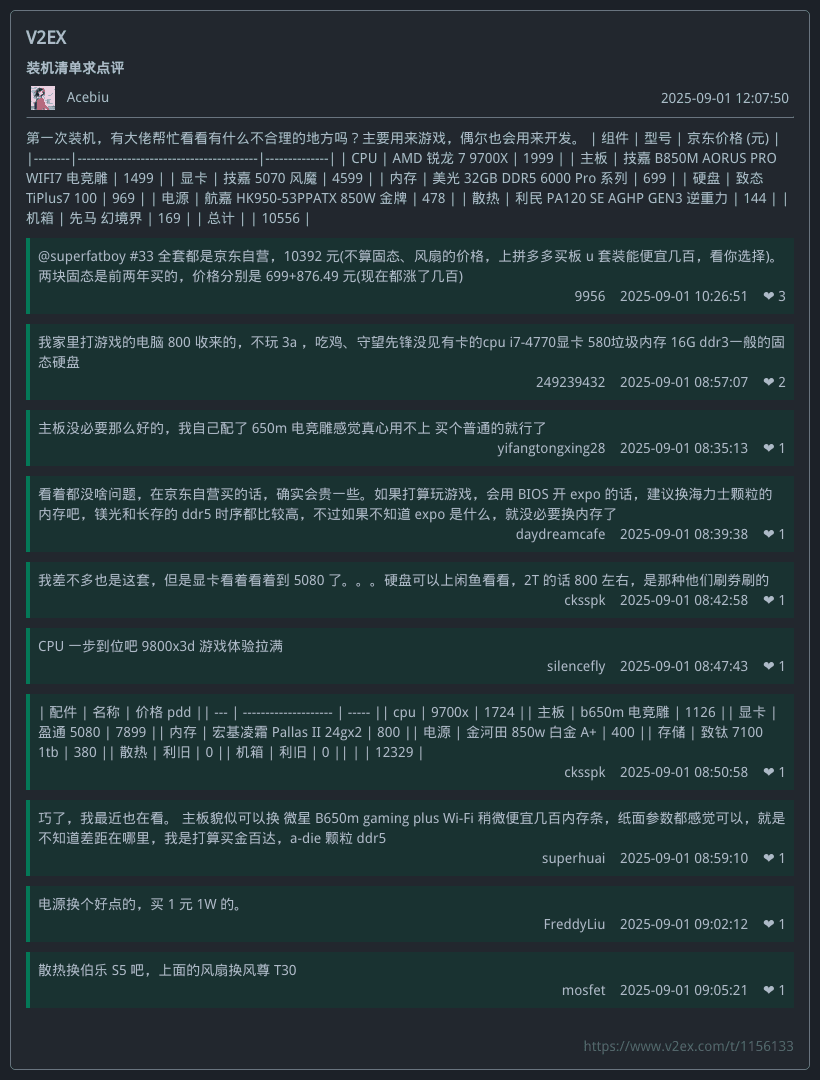 V2EX
装机清单求点评
Acebiu
2025-09-01 12:07:50
第一次装机，有大佬帮忙看看有什么不合理的地方吗？主要用来游戏，偶尔也会用来开发。 | 组件 | 型号 | 京东价格 (元) |
|--------|----------------------------------------|--------------| | CPU | AMD 锐龙 7 9700X | 1999 | | 主板 | 技嘉 B850M AORUS PRO
WIFI7 电竞雕 | 1499 | | 显卡 | 技嘉 5070 风魔 | 4599 | | 内存 | 美光 32GB DDR5 6000 Pro 系列 | 699 | | 硬盘 | 致态
TiPlus7 100 | 969 | | 电源 | 航嘉 HK950-53PPATX 850W 金牌 | 478 | | 散热 | 利民 PA120 SE AGHP GEN3 逆重力 | 144 | |
机箱 | 先马 幻境界 | 169 | | 总计 | | 10556 |
@superfatboy #33 全套都是京东自营，10392 元(不算固态、风扇的价格，上拼多多买板 u 套装能便宜几百，看你选择)。
两块固态是前两年买的，价格分别是 699+876.49 元(现在都涨了几百)
9956 2025-09-01 10:26:51 ❤ 3
我家里打游戏的电脑 800 收来的，不玩 3a ，吃鸡、守望先锋没见有卡的cpu i7-4770显卡 580垃圾内存 16G ddr3一般的固
态硬盘
249239432 2025-09-01 08:57:07 ❤ 2
主板没必要那么好的，我自己配了 650m 电竞雕感觉真心用不上 买个普通的就行了
yifangtongxing28 2025-09-01 08:35:13 ❤ 1
看着都没啥问题，在京东自营买的话，确实会贵一些。如果打算玩游戏，会用 BIOS 开 expo 的话，建议换海力士颗粒的
内存吧，镁光和长存的 ddr5 时序都比较高，不过如果不知道 expo 是什么，就没必要换内存了
daydreamcafe 2025-09-01 08:39:38 ❤ 1
我差不多也是这套，但是显卡看着看着到 5080 了。。。硬盘可以上闲鱼看看，2T 的话 800 左右，是那种他们刷券刷的
cksspk 2025-09-01 08:42:58 ❤ 1
CPU 一步到位吧 9800x3d 游戏体验拉满
silencefly 2025-09-01 08:47:43 ❤ 1
| 配件 | 名称 | 价格 pdd || --- | -------------------- | ----- || cpu | 9700x | 1724 || 主板 | b650m 电竞雕 | 1126 || 显卡 |
盈通 5080 | 7899 || 内存 | 宏基凌霜 Pallas II 24gx2 | 800 || 电源 | 金河田 850w 白金 A+ | 400 || 存储 | 致钛 7100
1tb | 380 || 散热 | 利旧 | 0 || 机箱 | 利旧 | 0 || | | 12329 |
cksspk 2025-09-01 08:50:58 ❤ 1
巧了，我最近也在看。 主板貌似可以换 微星 B650m gaming plus Wi-Fi 稍微便宜几百内存条，纸面参数都感觉可以，就是
不知道差距在哪里，我是打算买金百达，a-die 颗粒 ddr5
superhuai 2025-09-01 08:59:10 ❤ 1
电源换个好点的，买 1 元 1W 的。
FreddyLiu 2025-09-01 09:02:12 ❤ 1
散热换伯乐 S5 吧，上面的风扇换风尊 T30
mosfet 2025-09-01 09:05:21 ❤ 1
https://www.v2ex.com/t/1156133